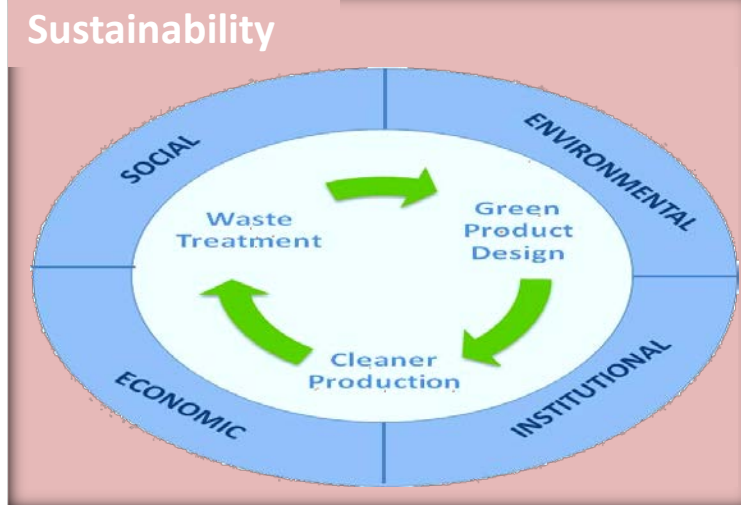 Sustainability
SOCIAL
ENVIRONMENTAL
Waste
Treatment
Green
Product
Design
Cleaner
Production
ECONOMIC
INSTITUTIONAL